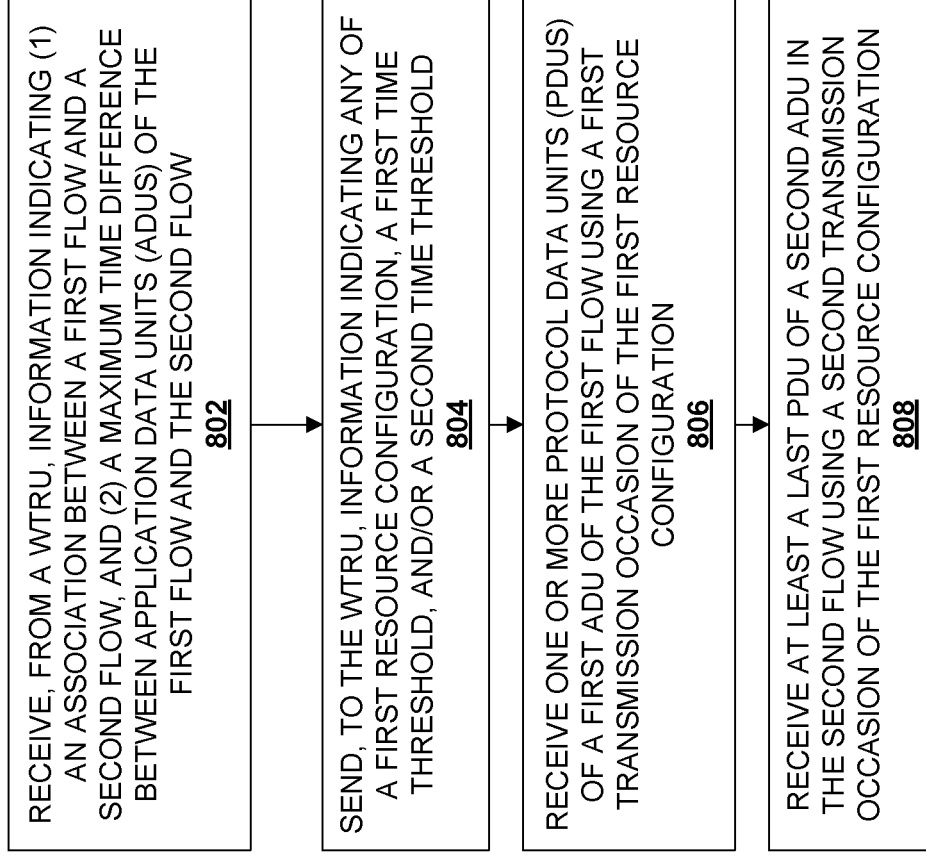 RECEIVE, FROM A WTRU, INFORMATION INDICATING (1)
AN ASSOCIATION BETWEEN A FIRST FLOW AND A
SECOND FLOW, AND (2) A MAXIMUM TIME DIFFERENCE
BETWEEN APPLICATION DATA UNITS (ADUS) OF THE
FIRST FLOW AND THE SECOND FLOW
802
SEND, TO THE WTRU, INFORMATION INDICATING ANY OF
A FIRST RESOURCE CONFIGURATION, A FIRST TIME
THRESHOLD, AND/OR A SECOND TIME THRESHOLD
804
RECEIVE ONE OR MORE PROTOCOL DATA UNITS (PDUS)
OF A FIRST ADU OF THE FIRST FLOW USING A FIRST
TRANSMISSION OCCASION OF THE FIRST RESOURCE
CONFIGURATION
806
RECEIVE AT LEAST A LAST PDU OF A SECOND ADU IN
THE SECOND FLOW USING A SECOND TRANSMISSION
OCCASION OF THE FIRST RESOURCE CONFIGURATION
808